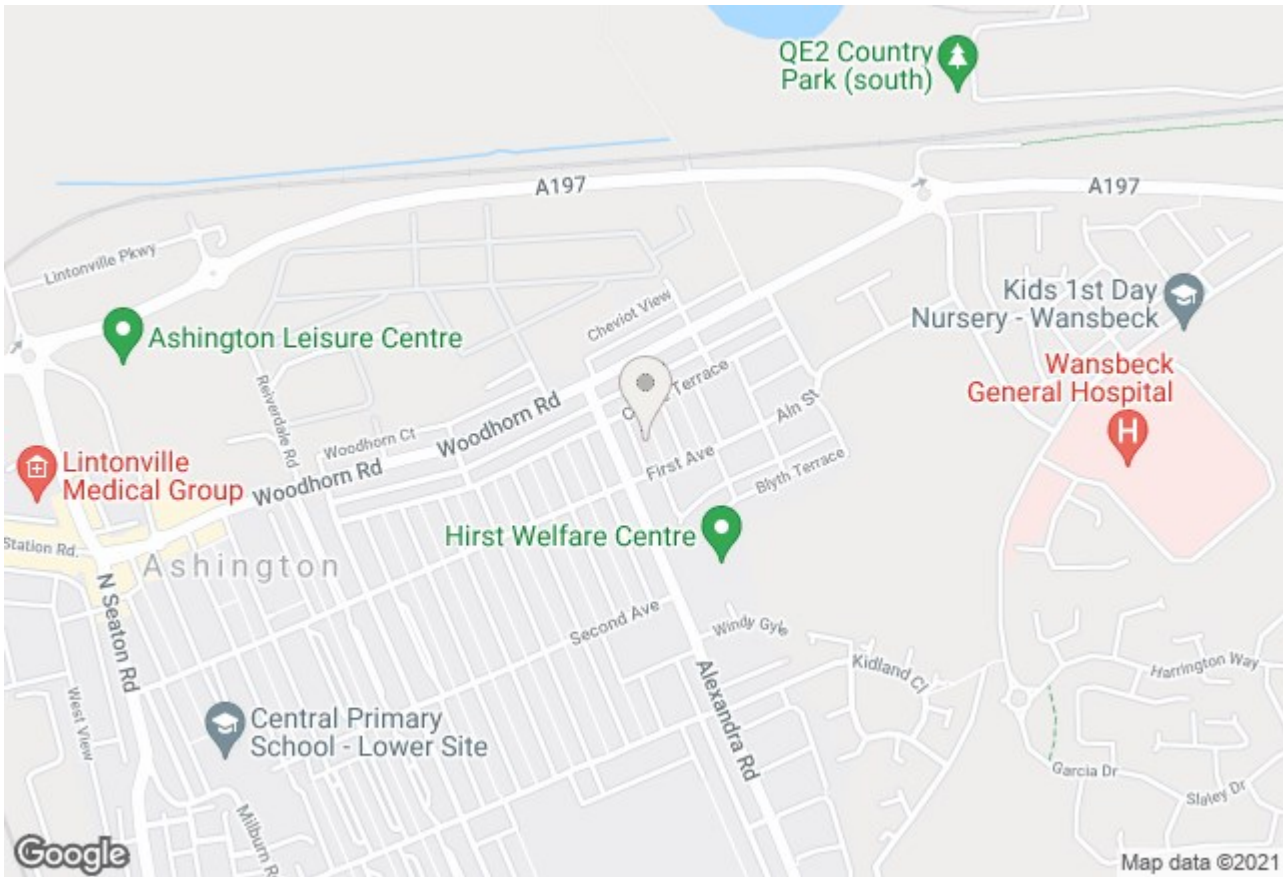 QE2 Country
Park (south)
A197
A197
Lintonville Pkwy
Kids 1st Day
Nursery - Wansbeck
Cheviot View
Ashington Leisure Centre
Wansbeck
General Hospital
Reiverdale Rd
Terrace
Aln St
Woodhorn Rd
Woodhorn Ct
First Ave
Lintonville
Medical Group
Woodhorn Rd
Blyth Terrace
Hirst Welfare Centre
Station Rd.
Ashington
N Seaton Rd
Second Ave
Windy Gyle
Kidland Cl
Harrington Way
West View
Alexandra Rd
Central Primary
School - Lower Site
Garcia Dr
Slaley Dr
Milburn
Google
Map data ©2021